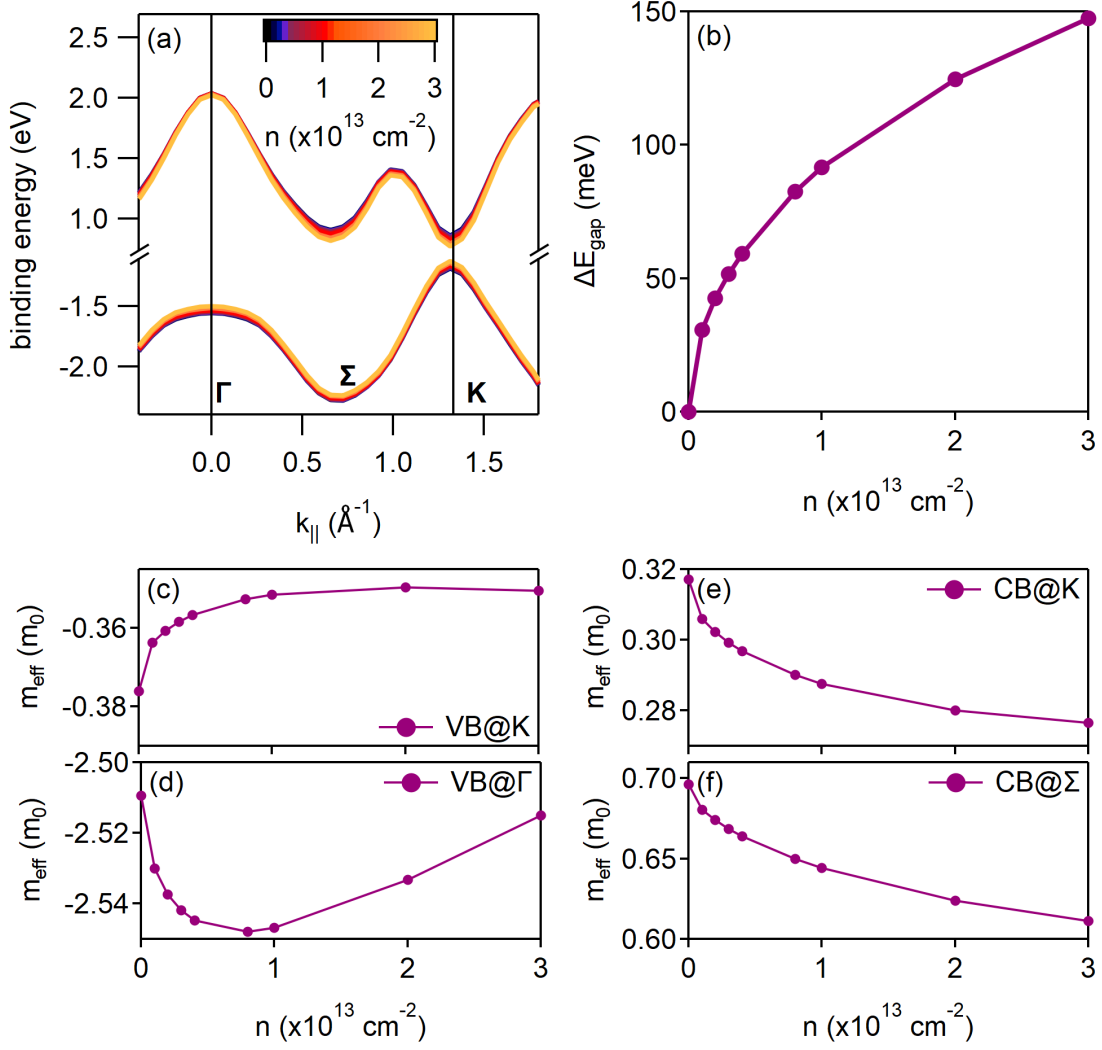 (a)
0 1 2 3
n (x10^13 cm^-2)
binding energy (eV)
2.5
2.0
1.5
1.0
-1.5
-2.0
Γ Σ K
0.0 0.5 1.0 1.5
k_|| (Å^-1)
(b)
ΔE_gap (meV)
150
100
50
0
0 1 2 3
n (x10^13 cm^-2)
(c)
m_eff (m_0)
-0.36
-0.38
VB@K
(d)
VB@Γ
m_eff (m_0)
-2.50
-2.52
-2.54
0 1 2 3
n (x10^13 cm^-2)
(e)
CB@K
m_eff (m_0)
0.32
0.30
0.28
(f)
CB@Σ
m_eff (m_0)
0.70
0.65
0.60
0 1 2 3
n (x10^13 cm^-2)